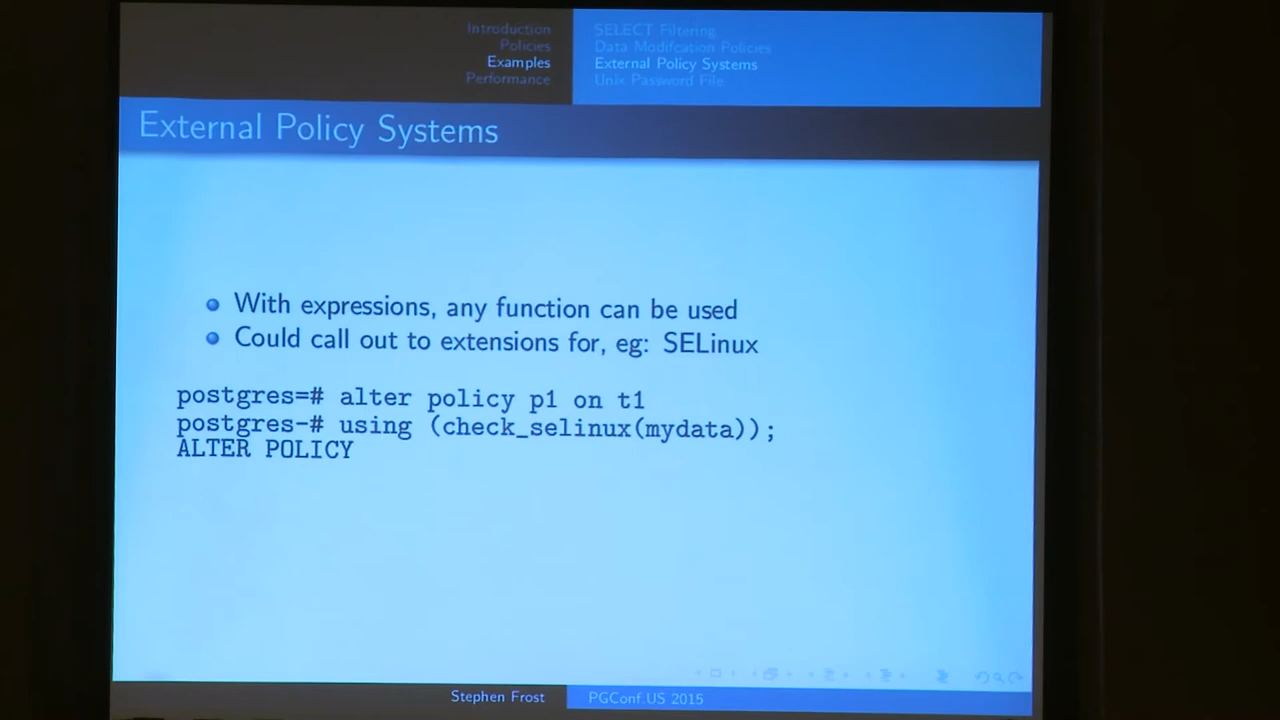 Introduction
Policies
Examples
Performance
SELECT Filtering
Data Modifcation Policies
External Policy Systems
Unix Password File
External Policy Systems
With expressions, any function can be used
Could call out to extensions for, eg: SELinux
postgres=# alter policy p1 on t1
postgres-# using (check_selinux(mydata));
ALTER POLICY
Stephen Frost
PGConf.US 2015